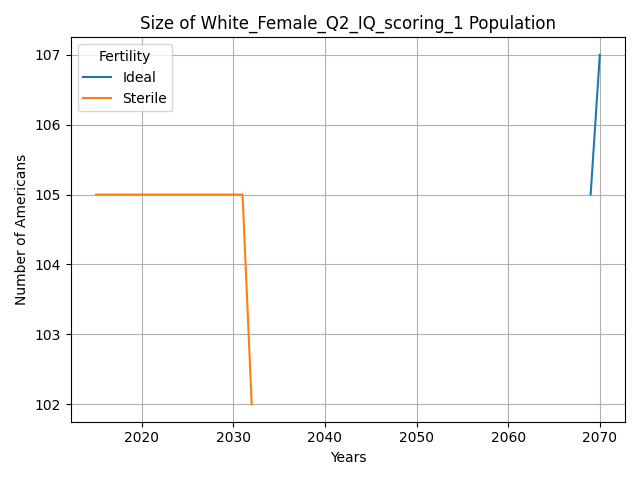 Size of White_Female_Q2_IQ_scoring_1 Population
Fertility
Ideal
Sterile
Number of Americans
107
106
105
104
103
102
2020 2030 2040 2050 2060 2070
Years